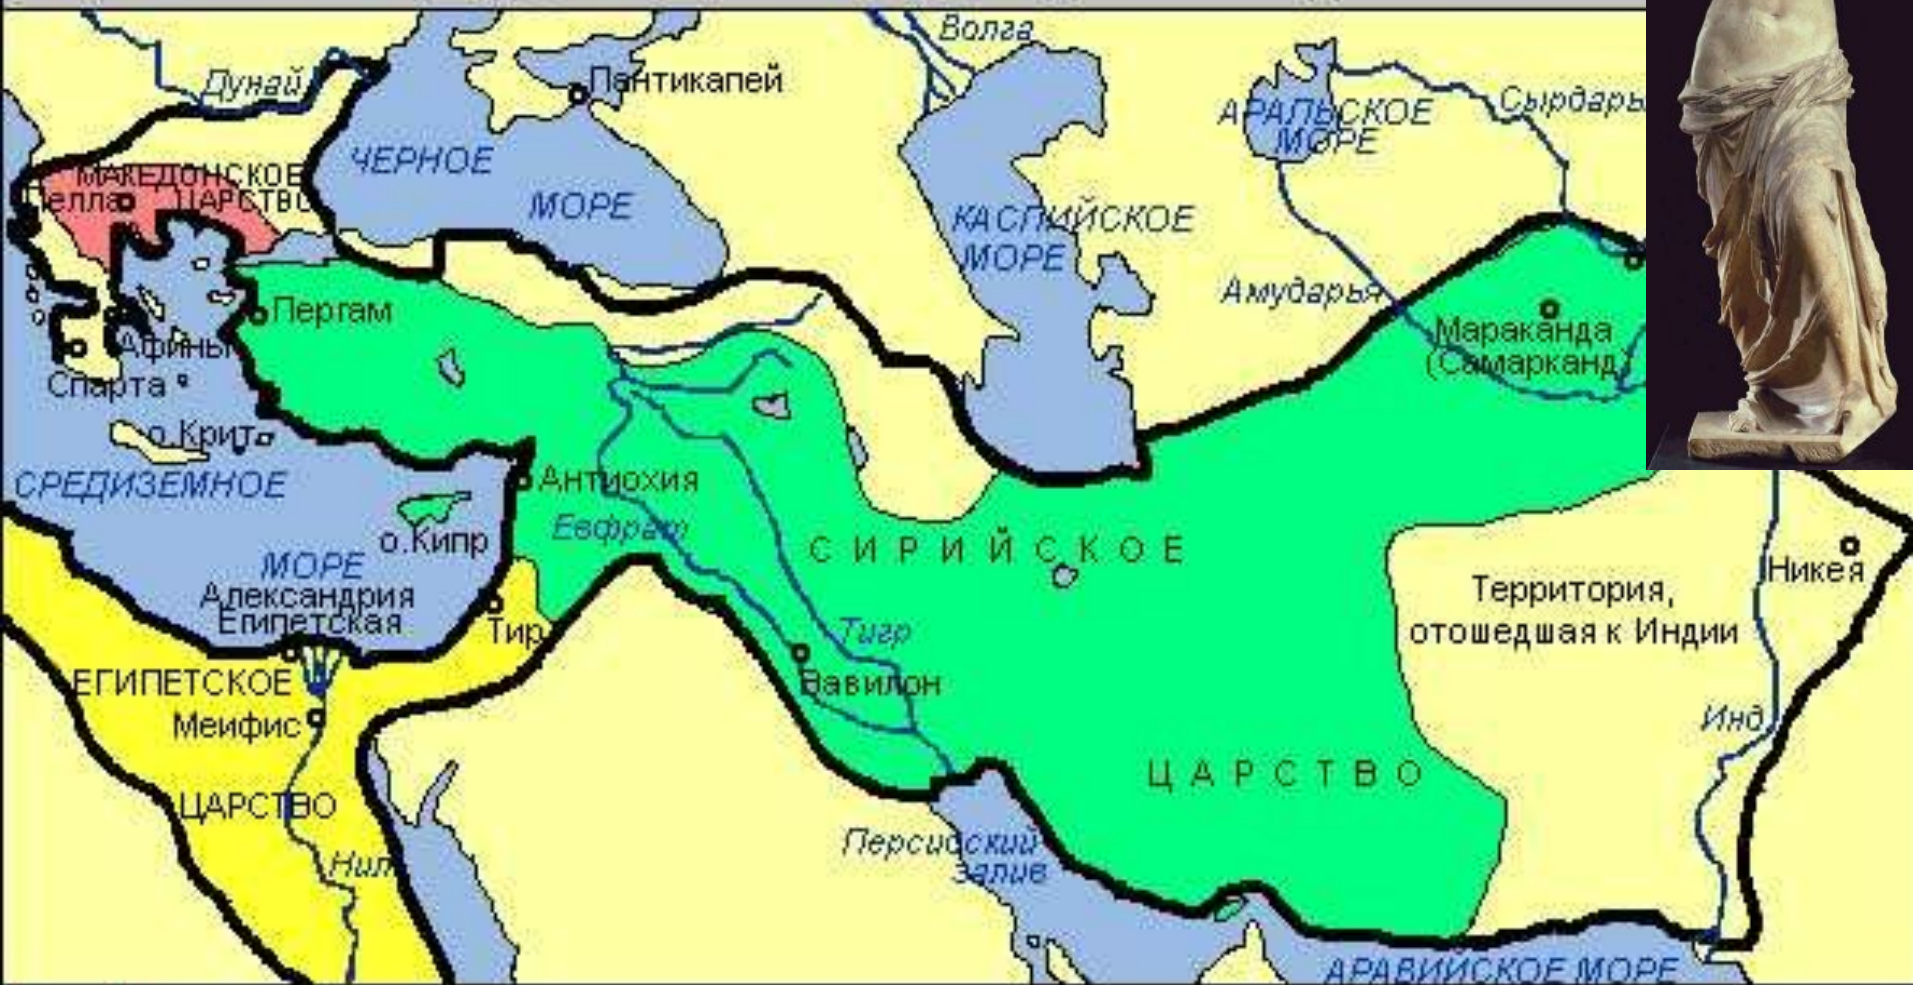 Волга
Дунай
Пантикапей
Сырдарь
АРАЛЬСКОЕ
МОРЕ
ЧЕРНОЕ
МОРЕ
МАКЕДОНСКОЕ
Пелла
ЦАРСТВО
КАСПИЙСКОЕ
МОРЕ
Амударья
Пергам
Мараканда
(Самарканд)
Афины
Спарта
о.Крит
СРЕДИЗЕМНОЕ
МОРЕ
Антиохия
Евфрат
о.Кипр
СИРИЙСКОЕ
ЦАРСТВО
Никея
Территория,
отошедшая к Индии
Александрия
Египетская
Тир
Тигр
Вавилон
ЕГИПЕТСКОЕ
Меифис
ЦАРСТВО
Инд
Нил
Персидский
залив
АРАВИЙСКОЕ МОРЕ